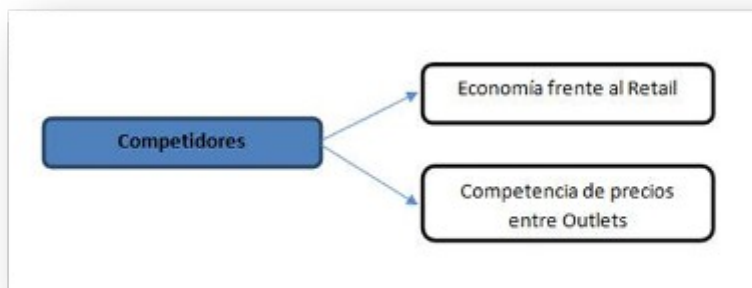 Competidores
Economía frente al Retail
Competencia de precios
entre Outlets